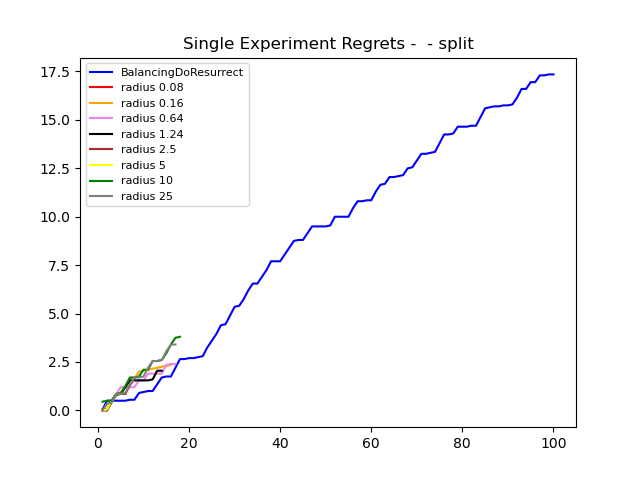 Single Experiment Regrets -  - split
BalancingDoResurrect
radius 0.08
radius 0.16
radius 0.64
radius 1.24
radius 2.5
radius 5
radius 10
radius 25
17.5
15.0
12.5
10.0
7.5
5.0
2.5
0.0
0 20 40 60 80 100